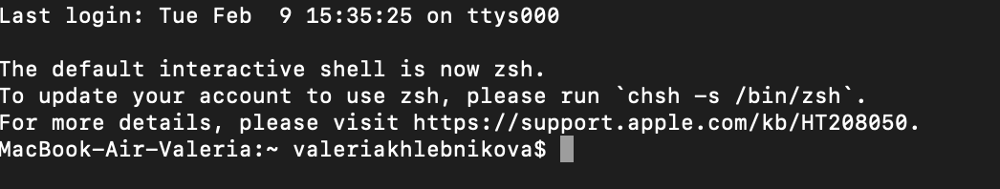 Last login: Tue Feb  9 15:35:25 on ttys000

The default interactive shell is now zsh.
To update your account to use zsh, please run `chsh -s /bin/zsh`.
For more details, please visit https://support.apple.com/kb/HT208050.
MacBook-Air-Valeria:~ valeriakhlebnikova$